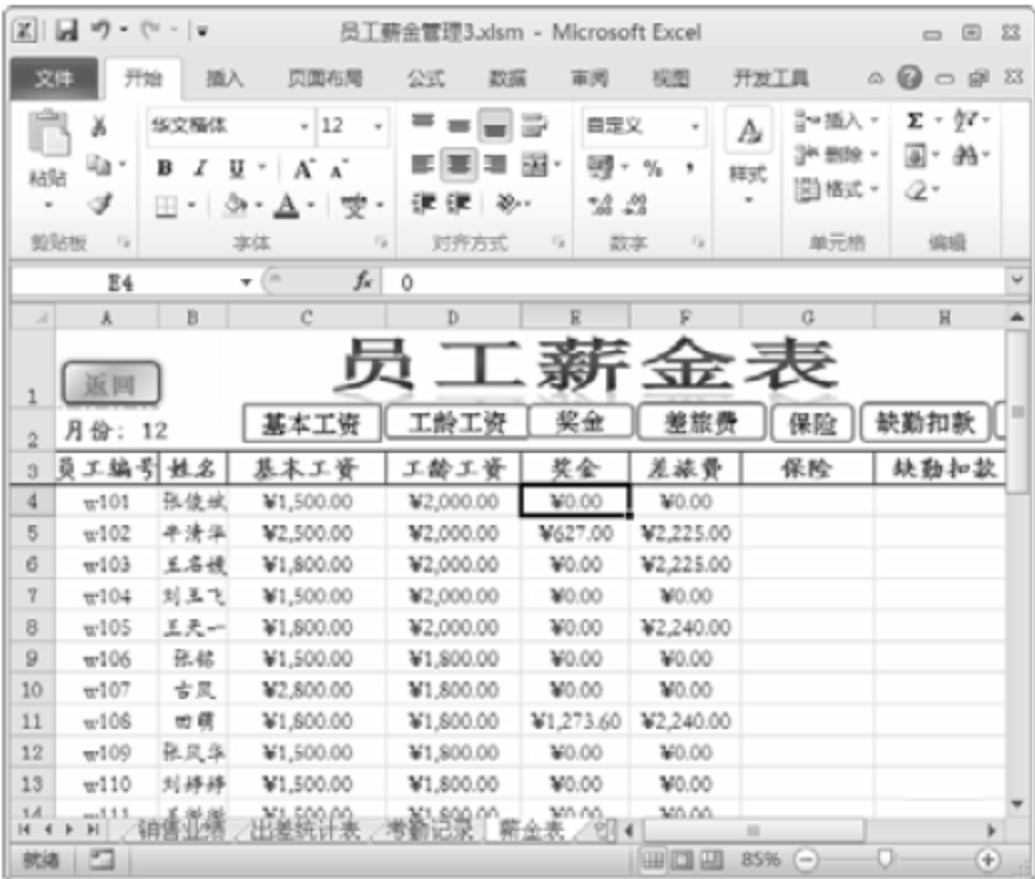 员工薪金管理3.xlsm - Microsoft Excel
文件 开始 插入 页面布局 公式 数据 审阅 视图 开发工具
华文楷体 12 自定义 插入
粘贴 B I U A A % , 样式 删除
格式
剪贴板 字体 对齐方式 数字 单元格 编辑
E4 fx 0
A B C D E F G H
1 返回 员工薪金表
2 月份: 12 基本工资 工龄工资 奖金 差旅费 保险 缺勤扣款
3 员工编号 姓名 基本工资 工龄工资 奖金 差旅费 保险 缺勤扣款
4 w101 ¥1,500.00 ¥2,000.00 ¥0.00 ¥0.00
5 w102 ¥2,500.00 ¥2,000.00 ¥627.00 ¥2,225.00
6 w103 ¥1,800.00 ¥2,000.00 ¥0.00 ¥2,225.00
7 w104 刘玉飞 ¥1,500.00 ¥2,000.00 ¥0.00 ¥0.00
8 w105 王天一 ¥1,800.00 ¥2,000.00 ¥0.00 ¥2,240.00
9 w106 张铭 ¥1,500.00 ¥1,800.00 ¥0.00 ¥0.00
10 w107 古风 ¥2,800.00 ¥1,800.00 ¥0.00 ¥0.00
11 w108 田萌 ¥1,800.00 ¥1,800.00 ¥1,273.60 ¥2,240.00
12 w109 张风华 ¥1,500.00 ¥1,800.00 ¥0.00 ¥0.00
13 w110 刘婷婷 ¥1,500.00 ¥1,800.00 ¥0.00 ¥0.00
14 w111 ¥1,500.00 ¥1,800.00 ¥0.00 ¥0.00
销售业绩 出差统计表 考勤记录 薪金表
就绪 85%